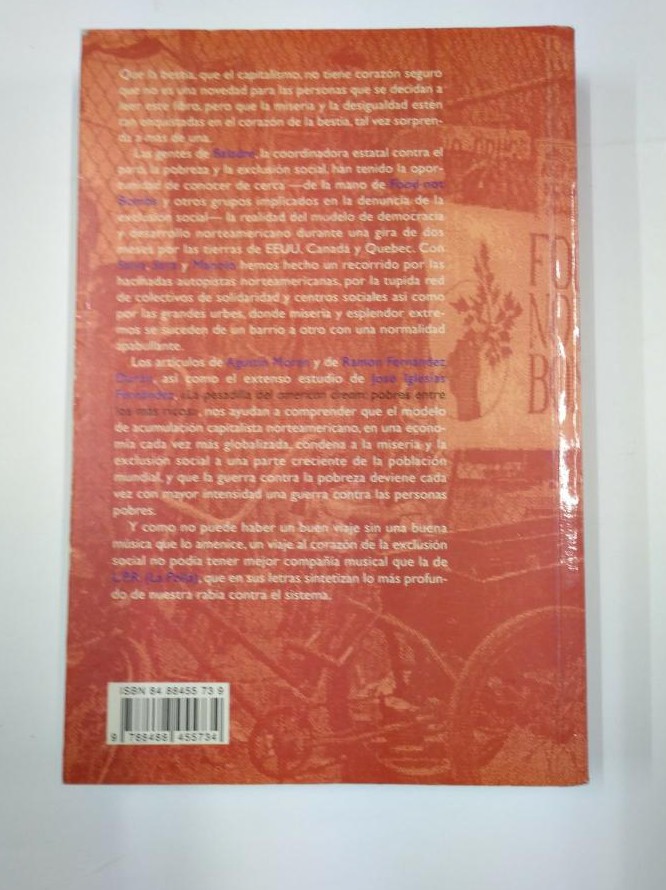 Que la bestia, que el capitalitmo, no tiene corazón seguro
que no es una novedad para las personas que se decidan a
leer este libro, pero que la miseria y la desigualdad estén
tan enquistadas en el corazón de la bestia, tal vez sorpren-
da a más de una.
Las gentes de Baladre, la coordinadora estatal contra el
paro, la pobreza y la exclusión social, han tenido la opor-
tunidad de conocer de cerca —de la mano de Food not
Bombs y otros grupos implicados en la denuncia de la
exclusión social— la realidad del modelo de democracia
y desarrollo norteamericano durante una gira de dos
meses por las tierras de EEUU, Canadá y Quebec. Con
y Manolo hemos hecho un recorrido por las
hacinadas autopistas norteamericanas, por la tupida red
de colectivos de solidaridad y centros sociales así como
por las grandes urbes, donde miseria y esplendor extre-
mos se suceden de un barrio a otro con una normalidad
apabullante.
Los artículos de Agustín Morán y de Ramón Fernández
Durán, así como el extenso estudio de José Iglesias
Fernández, «La pesadilla del american dream: pobres entre
los más ricos», nos ayudan a comprender que el modelo
de acumulación capitalista norteamericano, en una econo-
mía cada vez más globalizada, condena a la miseria y la
exclusión social a una parte creciente de la población
mundial, y que la guerra contra la pobreza deviene cada
vez con mayor intensidad una guerra contra las personas
pobres.
Y como no puede haber un buen viaje sin una buena
música que lo amenice, un viaje al corazón de la exclusión
social no podía tener mejor compañía musical que la de
L.P.R. (La Polla), que en sus letras sintetizan lo más profun-
do de nuestra rabia contra el sistema.
FO
NO
BO
ISBN 84 88455 73 9
9 788488 455734